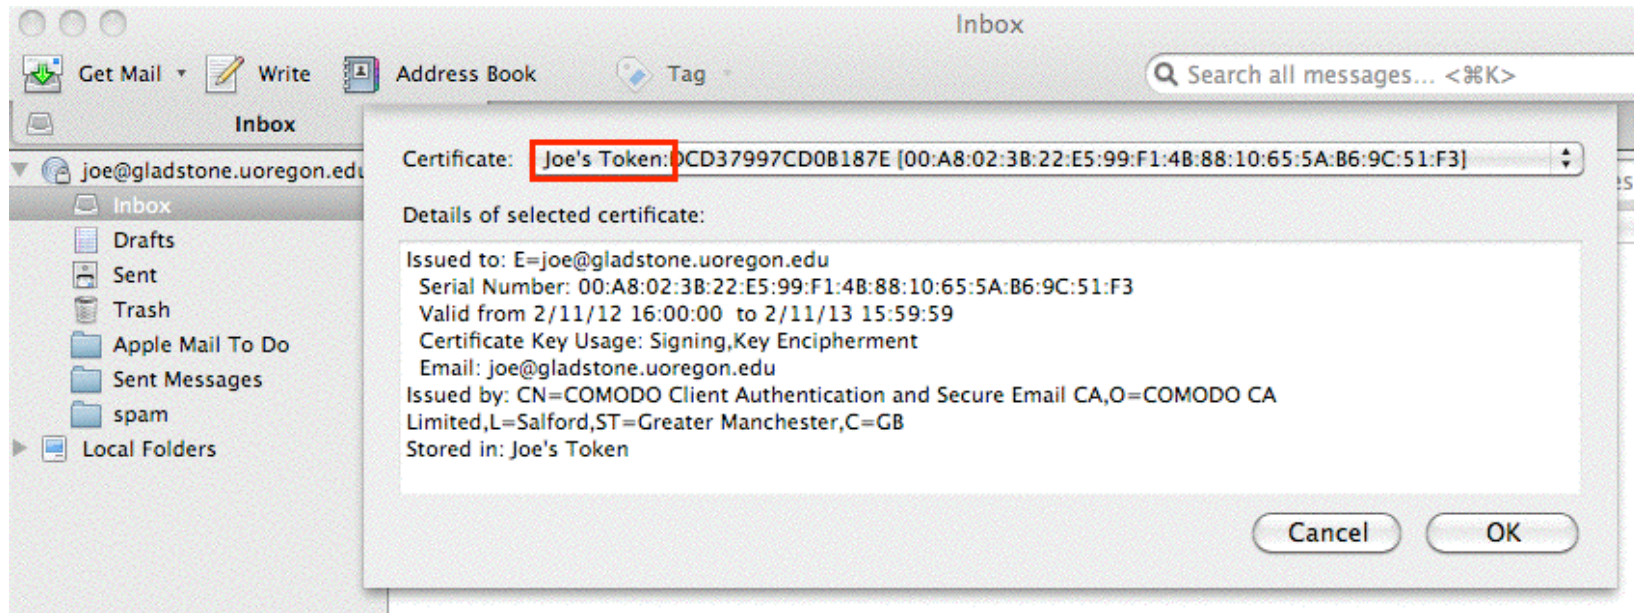 Inbox
Get Mail Write Address Book Tag Search all messages... <⌘K>
Inbox
joe@gladstone.uoregon.edu
Inbox
Drafts
Sent
Trash
Apple Mail To Do
Sent Messages
spam
Local Folders
Certificate: Joe's Token:DCD37997CD0B187E [00:A8:02:3B:22:E5:99:F1:4B:88:10:65:5A:B6:9C:51:F3]
Details of selected certificate:
Issued to: E=joe@gladstone.uoregon.edu
Serial Number: 00:A8:02:3B:22:E5:99:F1:4B:88:10:65:5A:B6:9C:51:F3
Valid from 2/11/12 16:00:00 to 2/11/13 15:59:59
Certificate Key Usage: Signing,Key Encipherment
Email: joe@gladstone.uoregon.edu
Issued by: CN=COMODO Client Authentication and Secure Email CA,O=COMODO CA
Limited,L=Salford,ST=Greater Manchester,C=GB
Stored in: Joe's Token
Cancel OK